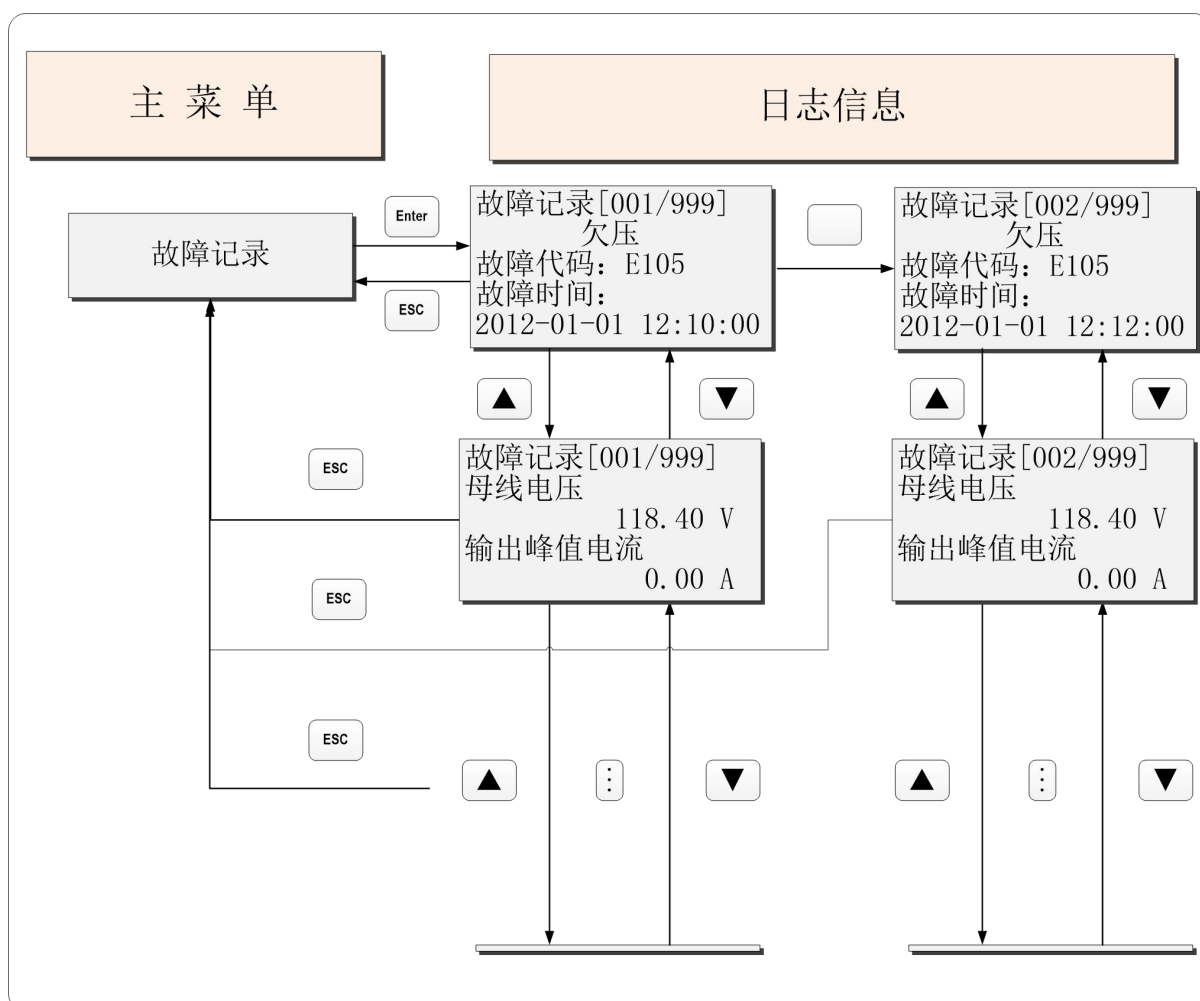 主 菜 单
日志信息
故障记录
Enter
ESC
故障记录[001/999]
欠压
故障代码：E105
故障时间：
2012-01-01 12:10:00
故障记录[002/999]
欠压
故障代码：E105
故障时间：
2012-01-01 12:12:00
故障记录[001/999]
母线电压
118.40 V
输出峰值电流
0.00 A
故障记录[002/999]
母线电压
118.40 V
输出峰值电流
0.00 A
ESC
ESC
ESC